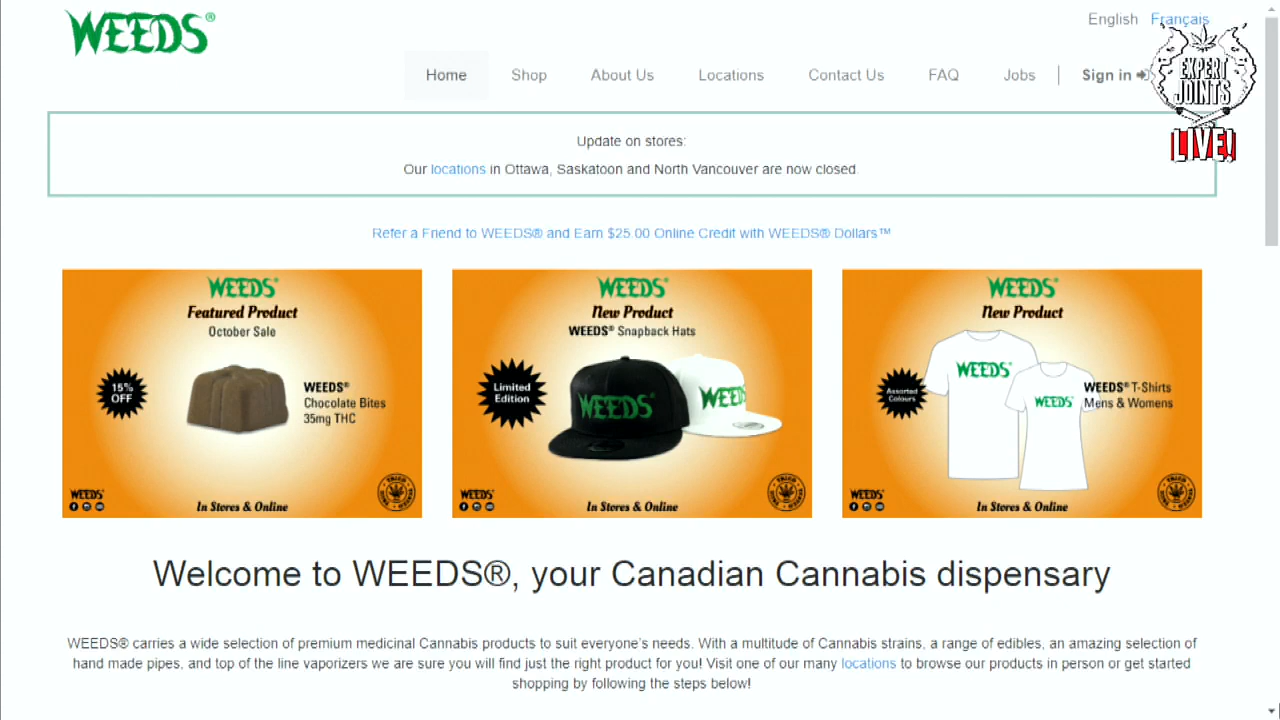 WEEDS®
English Français
Home Shop About Us Locations Contact Us FAQ Jobs Sign in
EXPERT
JOINTS
LIVE!
Update on stores:
Our locations in Ottawa, Saskatoon and North Vancouver are now closed.
Refer a Friend to WEEDS® and Earn $25.00 Online Credit with WEEDS® Dollars™
WEEDS®
Featured Product
October Sale
15%
OFF
WEEDS®
Chocolate Bites
35mg THC
WEEDS
In Stores & Online
WEEDS®
New Product
WEEDS® Snapback Hats
Limited
Edition
WEEDS
WEEDS
WEEDS
In Stores & Online
WEEDS®
New Product
Assorted
Colours
WEEDS
WEEDS
WEEDS® T-Shirts
Mens & Womens
WEEDS
In Stores & Online
Welcome to WEEDS®, your Canadian Cannabis dispensary
WEEDS® carries a wide selection of premium medicinal Cannabis products to suit everyone's needs. With a multitude of Cannabis strains, a range of edibles, an amazing selection of
hand made pipes, and top of the line vaporizers we are sure you will find just the right product for you! Visit one of our many locations to browse our products in person or get started
shopping by following the steps below!